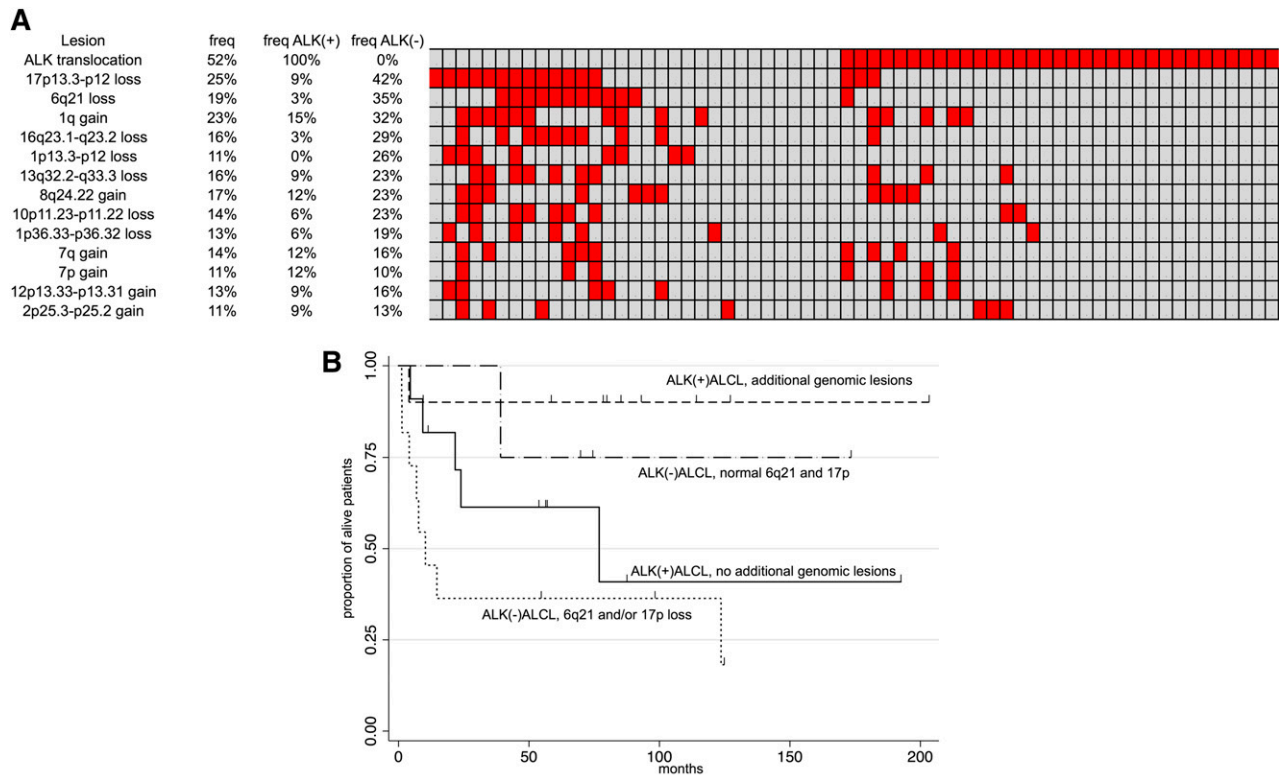 A
Lesion freq freq ALK(+) freq ALK(-)
ALK translocation 52% 100% 0%
17p13.3-p12 loss 25% 9% 42%
6q21 loss 19% 3% 35%
1q gain 23% 15% 32%
16q23.1-q23.2 loss 16% 3% 29%
1p13.3-p12 loss 11% 0% 26%
13q32.2-q33.3 loss 16% 9% 23%
8q24.22 gain 17% 12% 23%
10p11.23-p11.22 loss 14% 6% 23%
1p36.33-p36.32 loss 13% 6% 19%
7q gain 14% 12% 16%
7p gain 11% 12% 10%
12p13.33-p13.31 gain 13% 9% 16%
2p25.3-p25.2 gain 11% 9% 13%
B
proportion of alive patients
1.00
0.75
0.50
0.25
0.00
ALK(+)ALCL, additional genomic lesions
ALK(-)ALCL, normal 6q21 and 17p
ALK(+)ALCL, no additional genomic lesions
ALK(-)ALCL, 6q21 and/or 17p loss
0 50 100 150 200
months